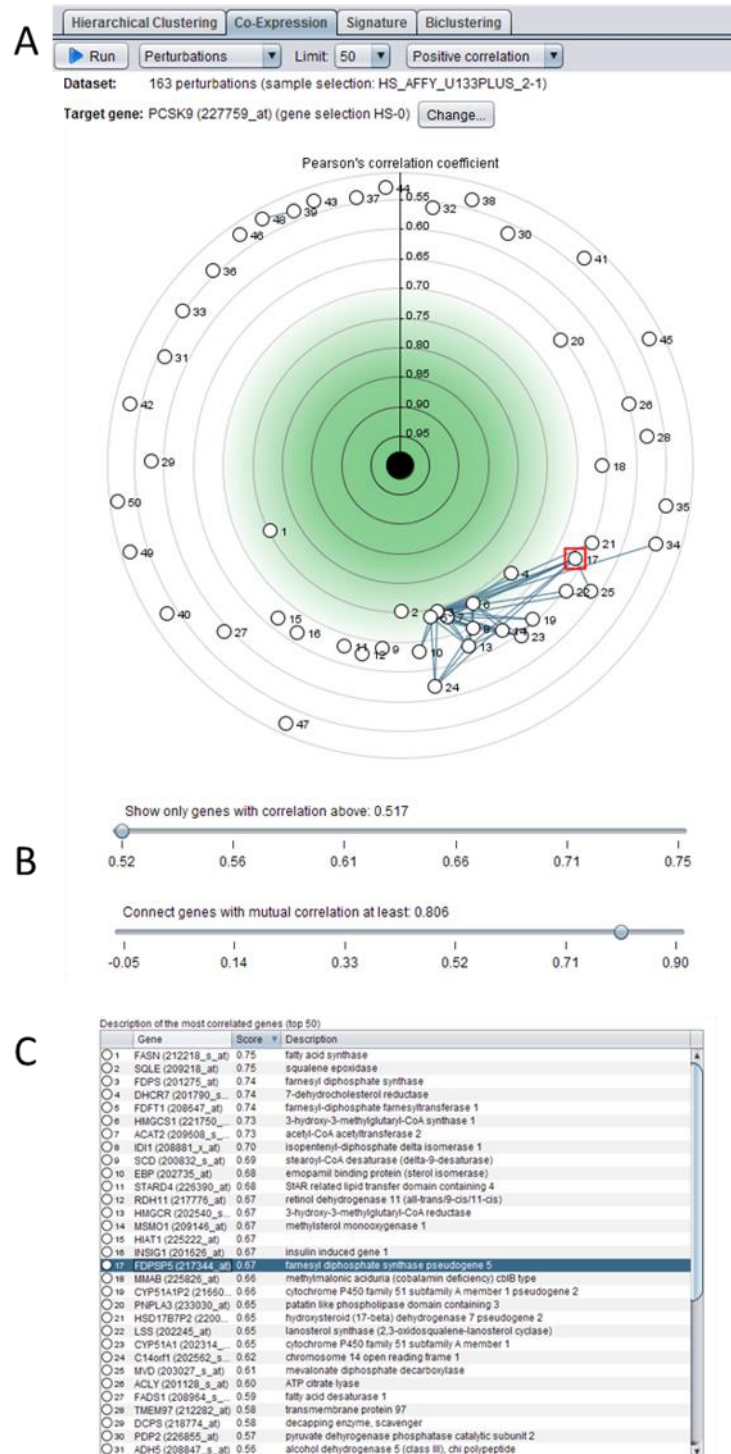 A
Hierarchical Clustering Co-Expression Signature Biclustering
Run Perturbations Limit: 50 Positive correlation
Dataset: 163 perturbations (sample selection: HS_AFFY_U133PLUS_2-1)
Target gene: PCSK9 (227759_at) (gene selection HS-0) Change...
Pearson's correlation coefficient
44
43 37 0.55 32 38
48 39
46 0.60 30
41
36 0.65
0.70
33
0.75 20 45
31 0.80
0.85
42 0.90 26
0.95 28
29 18
50 35
1 21 34
49 17
4
22 25
40 2 3 6
15 5 7 19
27 16 8 14 23
11 12 9 10 13
24
47
B
Show only genes with correlation above: 0.517
0.52 0.56 0.61 0.66 0.71 0.75
Connect genes with mutual correlation at least: 0.806
-0.05 0.14 0.33 0.52 0.71 0.90
C
Description of the most correlated genes (top 50)
Gene Score Description
1 FASN (212218_s_at) 0.75 fatty acid synthase
2 SQLE (209218_at) 0.75 squalene epoxidase
3 FDPS (201275_at) 0.74 farnesyl diphosphate synthase
4 DHCR7 (201790_s... 0.74 7-dehydrocholesterol reductase
5 FDFT1 (208647_at) 0.74 farnesyl-diphosphate farnesyltransferase 1
6 HMGCS1 (221750_... 0.73 3-hydroxy-3-methylglutaryl-CoA synthase 1
7 ACAT2 (209608_s_... 0.73 acetyl-CoA acetyltransferase 2
8 IDI1 (208881_x_at) 0.70 isopentenyl-diphosphate delta isomerase 1
9 SCD (200832_s_at) 0.69 stearoyl-CoA desaturase (delta-9-desaturase)
10 EBP (202735_at) 0.68 emopamil binding protein (sterol isomerase)
11 STARD4 (226390_at) 0.68 StAR related lipid transfer domain containing 4
12 RDH11 (217776_at) 0.67 retinol dehydrogenase 11 (all-trans/9-cis/11-cis)
13 HMGCR (202540_s... 0.67 3-hydroxy-3-methylglutaryl-CoA reductase
14 MSMO1 (209146_at) 0.67 methylsterol monooxygenase 1
15 HIAT1 (225222_at) 0.67
16 INSIG1 (201626_at) 0.67 insulin induced gene 1
17 FDPSP5 (217344_at) 0.67 farnesyl diphosphate synthase pseudogene 5
18 MMAB (225826_at) 0.66 methylmalonic aciduria (cobalamin deficiency) cblB type
19 CYP51A1P2 (21660... 0.66 cytochrome P450 family 51 subfamily A member 1 pseudogene 2
20 PNPLA3 (233030_at) 0.65 patatin like phospholipase domain containing 3
21 HSD17B7P2 (2200... 0.65 hydroxysteroid (17-beta) dehydrogenase 7 pseudogene 2
22 LSS (202245_at) 0.65 lanosterol synthase (2,3-oxidosqualene-lanosterol cyclase)
23 CYP51A1 (202314_... 0.65 cytochrome P450 family 51 subfamily A member 1
24 C14orf1 (202562_s... 0.62 chromosome 14 open reading frame 1
25 MVD (203027_s_at) 0.61 mevalonate diphosphate decarboxylase
26 ACLY (201128_s_at) 0.60 ATP citrate lyase
27 FADS1 (208964_s_... 0.59 fatty acid desaturase 1
28 TMEM97 (212282_at) 0.58 transmembrane protein 97
29 DCPS (218774_at) 0.58 decapping enzyme, scavenger
30 PDP2 (226855_at) 0.57 pyruvate dehyrogenase phosphatase catalytic subunit 2
31 ADH5 (208847_s_at) 0.56 alcohol dehydrogenase 5 (class III), chi polypeptide